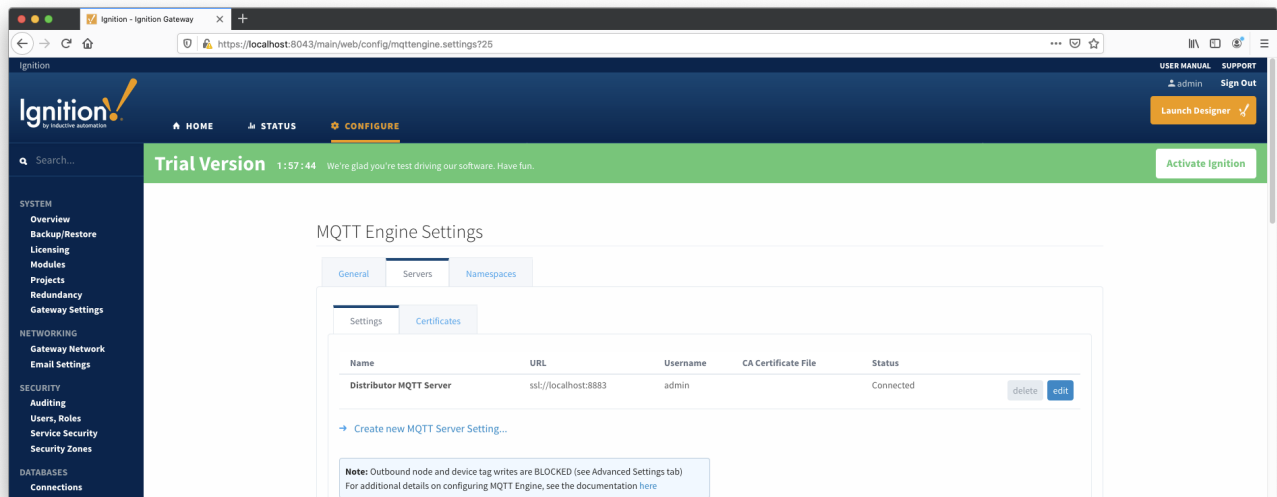 Ignition - Ignition Gateway
https://localhost:8043/main/web/config/mqttengine.settings?25
Ignition
USER MANUAL SUPPORT
admin Sign Out
Ignition!
by inductive automation
Launch Designer
HOME STATUS CONFIGURE
Search...
Trial Version 1:57:44 We're glad you're test driving our software. Have fun.
Activate Ignition
SYSTEM
Overview
Backup/Restore
Licensing
Modules
Projects
Redundancy
Gateway Settings
NETWORKING
Gateway Network
Email Settings
SECURITY
Auditing
Users, Roles
Service Security
Security Zones
DATABASES
Connections
MQTT Engine Settings
General Servers Namespaces
Settings Certificates
Name URL Username CA Certificate File Status
Distributor MQTT Server ssl://localhost:8883 admin Connected delete edit
→ Create new MQTT Server Setting...
Note: Outbound node and device tag writes are BLOCKED (see Advanced Settings tab)
For additional details on configuring MQTT Engine, see the documentation here